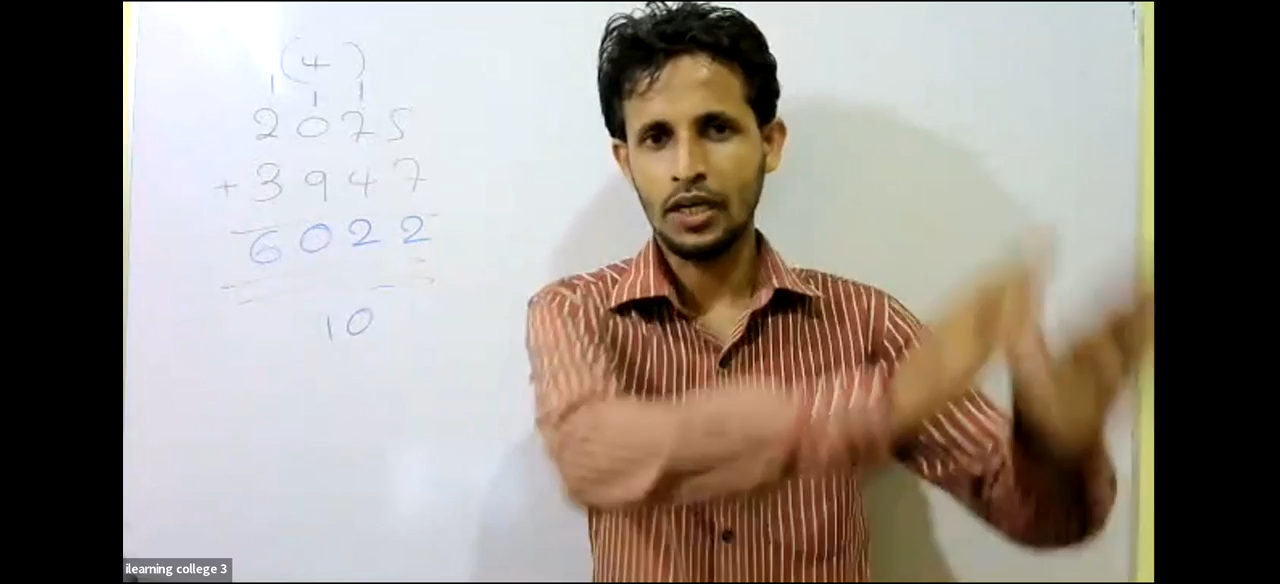 (4)
1 1 1
2075
+3947
6022
10
ilearning college 3